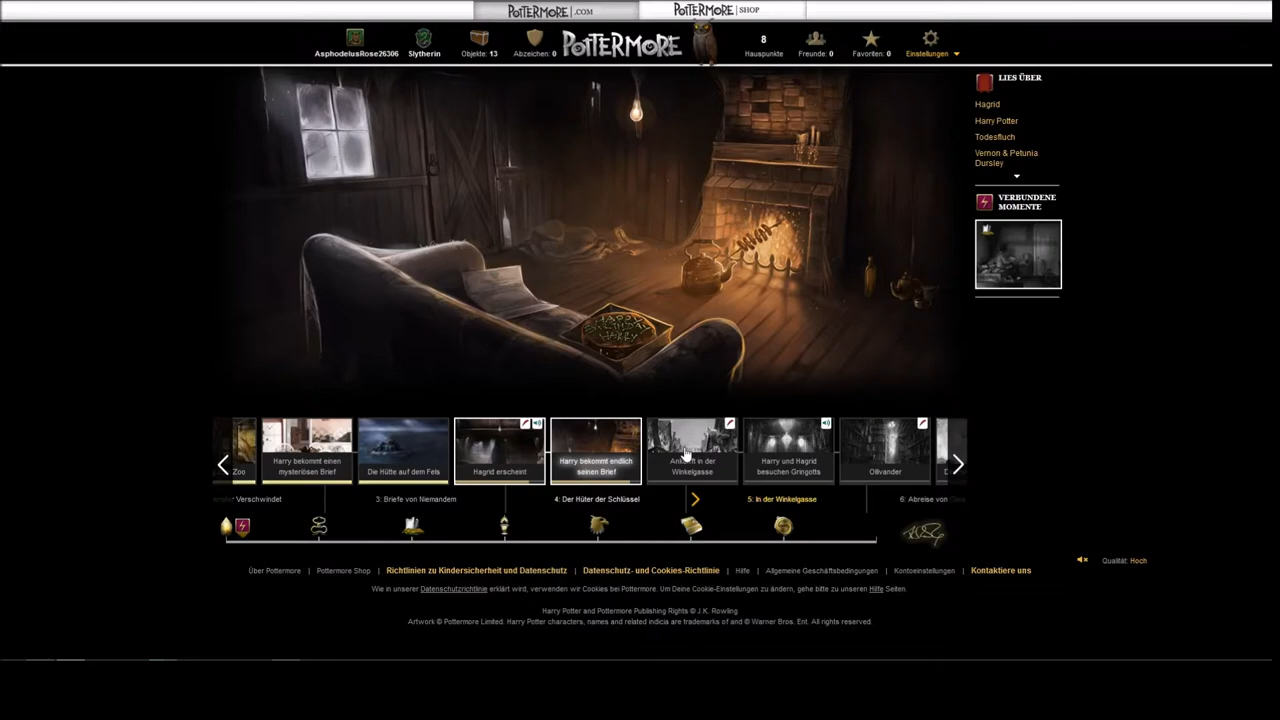 POTTERMORE | .COM
POTTERMORE | SHOP
AsphodelusRose26306
Slytherin
Objekte: 13
Abzeichen: 0
POTTERMORE
8
Hauspunkte
Freunde: 0
Favoriten: 0
Einstellungen
LIES ÜBER
Hagrid
Harry Potter
Todesfluch
Vernon & Petunia
Dursley
VERBUNDENE
MOMENTE
HAPPY
BIRTHDAY
HARRY
Zoo
Harry bekommt einen
mysteriösen Brief
Die Hütte auf dem Fels
Hagrid erscheint
Harry bekommt endlich
seinen Brief
Ankunft in der
Winkelgasse
Harry und Hagrid
besuchen Gringotts
Ollivander
Verschwindet
3: Briefe von Niemandem
4: Der Hüter der Schlüssel
5: In der Winkelgasse
6: Abreise von
Über Pottermore | Pottermore Shop | Richtlinien zu Kindersicherheit und Datenschutz | Datenschutz- und Cookies-Richtlinie | Hilfe | Allgemeine Geschäftsbedingungen | Kontoeinstellungen | Kontaktiere uns
Qualität: Hoch
Wie in unserer Datenschutzrichtlinie erklärt wird, verwenden wir Cookies bei Pottermore. Um Deine Cookie-Einstellungen zu ändern, gehe bitte zu unseren Hilfe Seiten.
Harry Potter and Pottermore Publishing Rights © J.K. Rowling
Artwork © Pottermore Limited. Harry Potter characters, names and related indicia are trademarks of and © Warner Bros. Ent. All rights reserved.